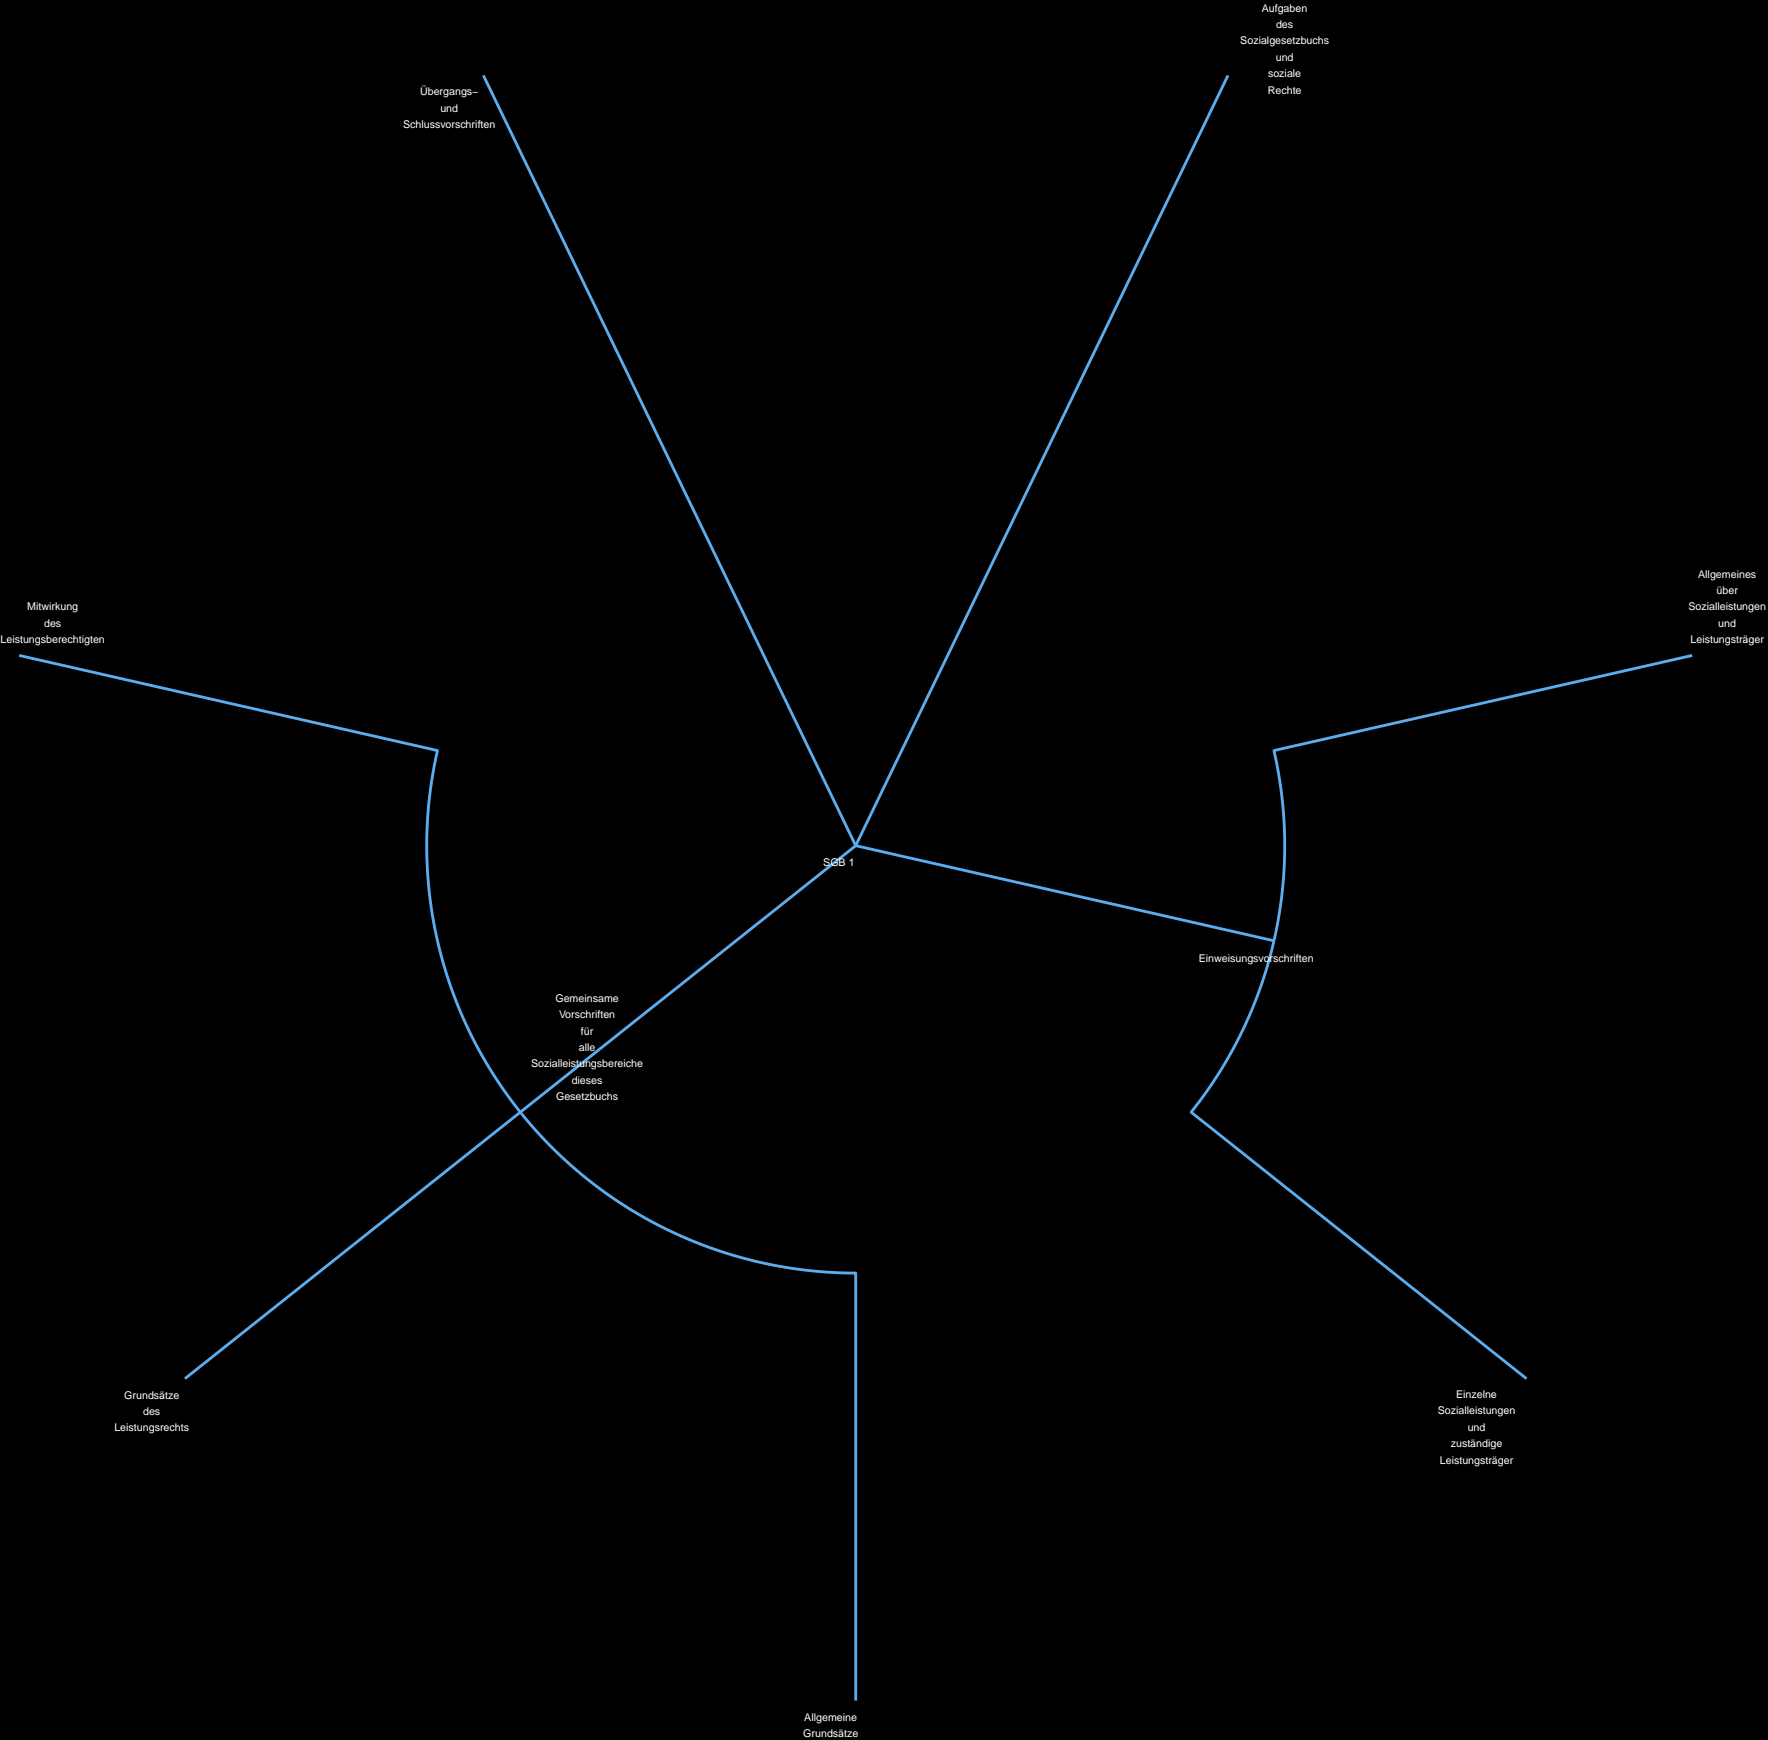 Aufgaben
des
Sozialgesetzbuchs
und
soziale
Rechte
Übergangs–
und
Schlussvorschriften
Allgemeines
über
Sozialleistungen
und
Leistungsträger
Mitwirkung
des
Leistungsberechtigten
SGB 1
Einweisungsvorschriften
Gemeinsame
Vorschriften
für
alle
Sozialleistungsbereiche
dieses
Gesetzbuchs
Grundsätze
des
Leistungsrechts
Einzelne
Sozialleistungen
und
zuständige
Leistungsträger
Allgemeine
Grundsätze